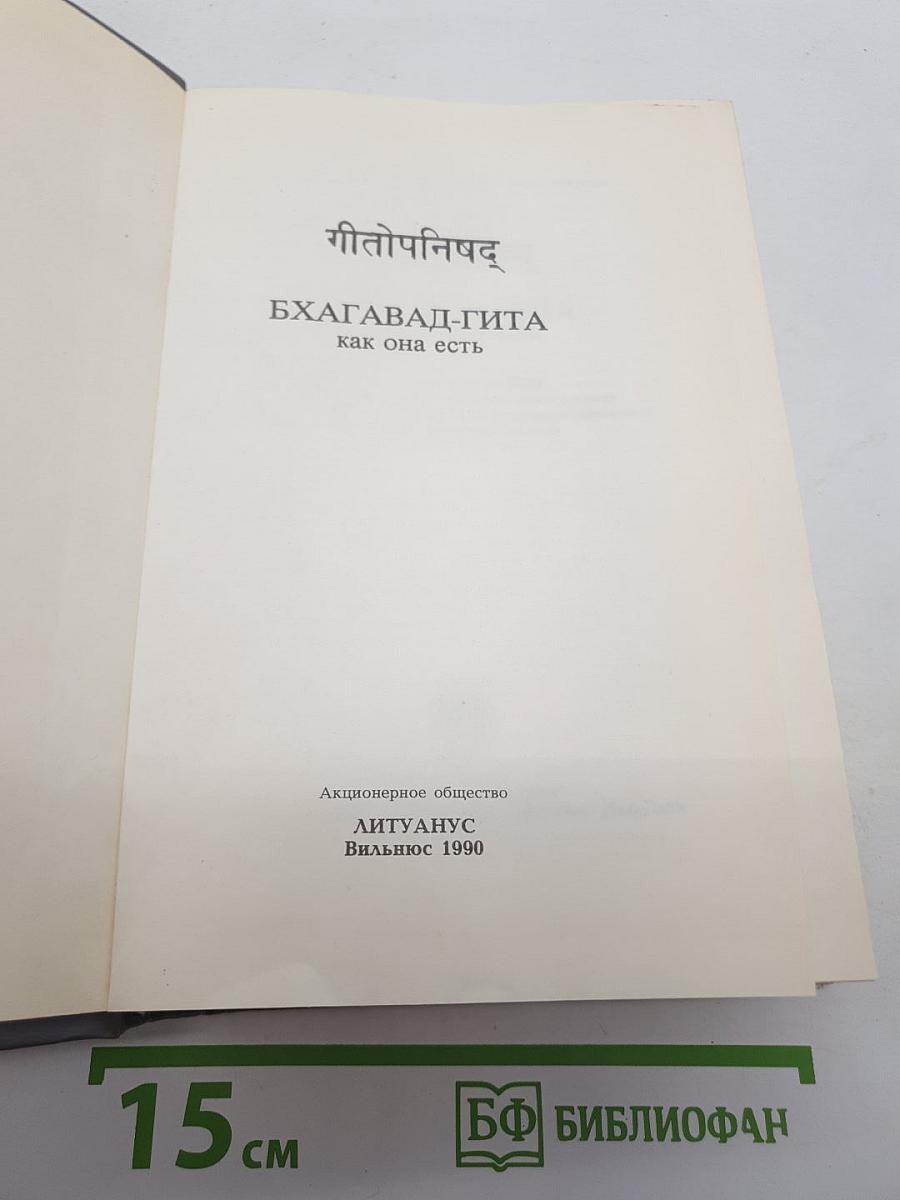 गीतोपनिषद्
БХАГАВАД-ГИТА
как она есть
Акционерное общество
ЛИТУАНУС
Вильнюс 1990
15 см
БФ БИБЛИОФАН